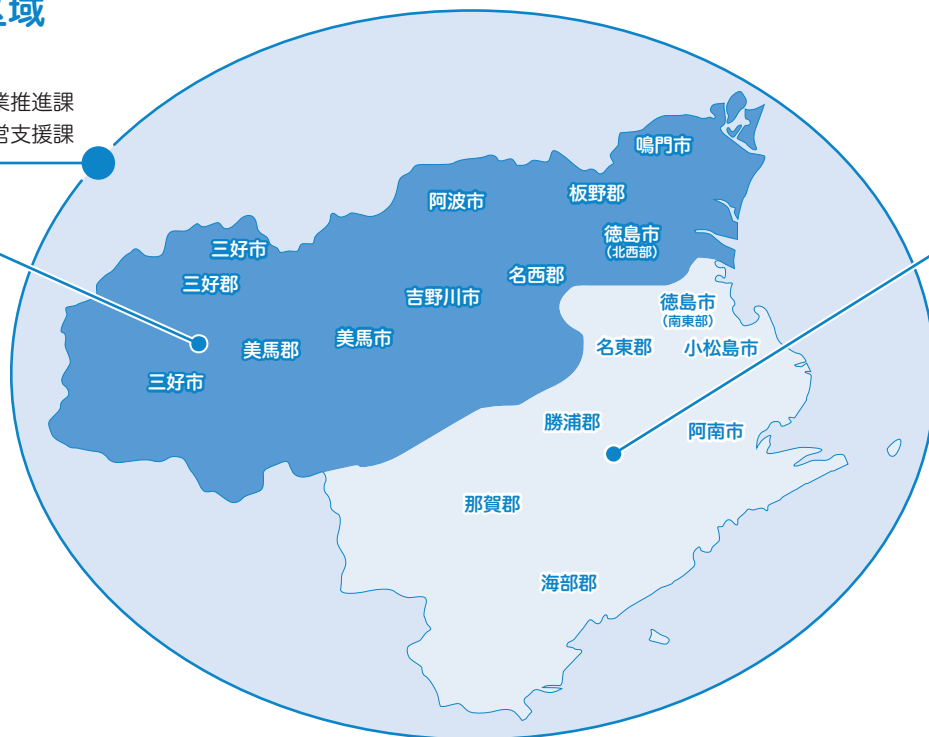 区域
業推進課
営支援課
鳴門市
板野郡
阿波市
徳島市
(北西部)
三好市
名西郡
三好郡
吉野川市
徳島市
(南東部)
美馬市
美馬郡
名東郡
小松島市
三好市
勝浦郡
阿南市
那賀郡
海部郡